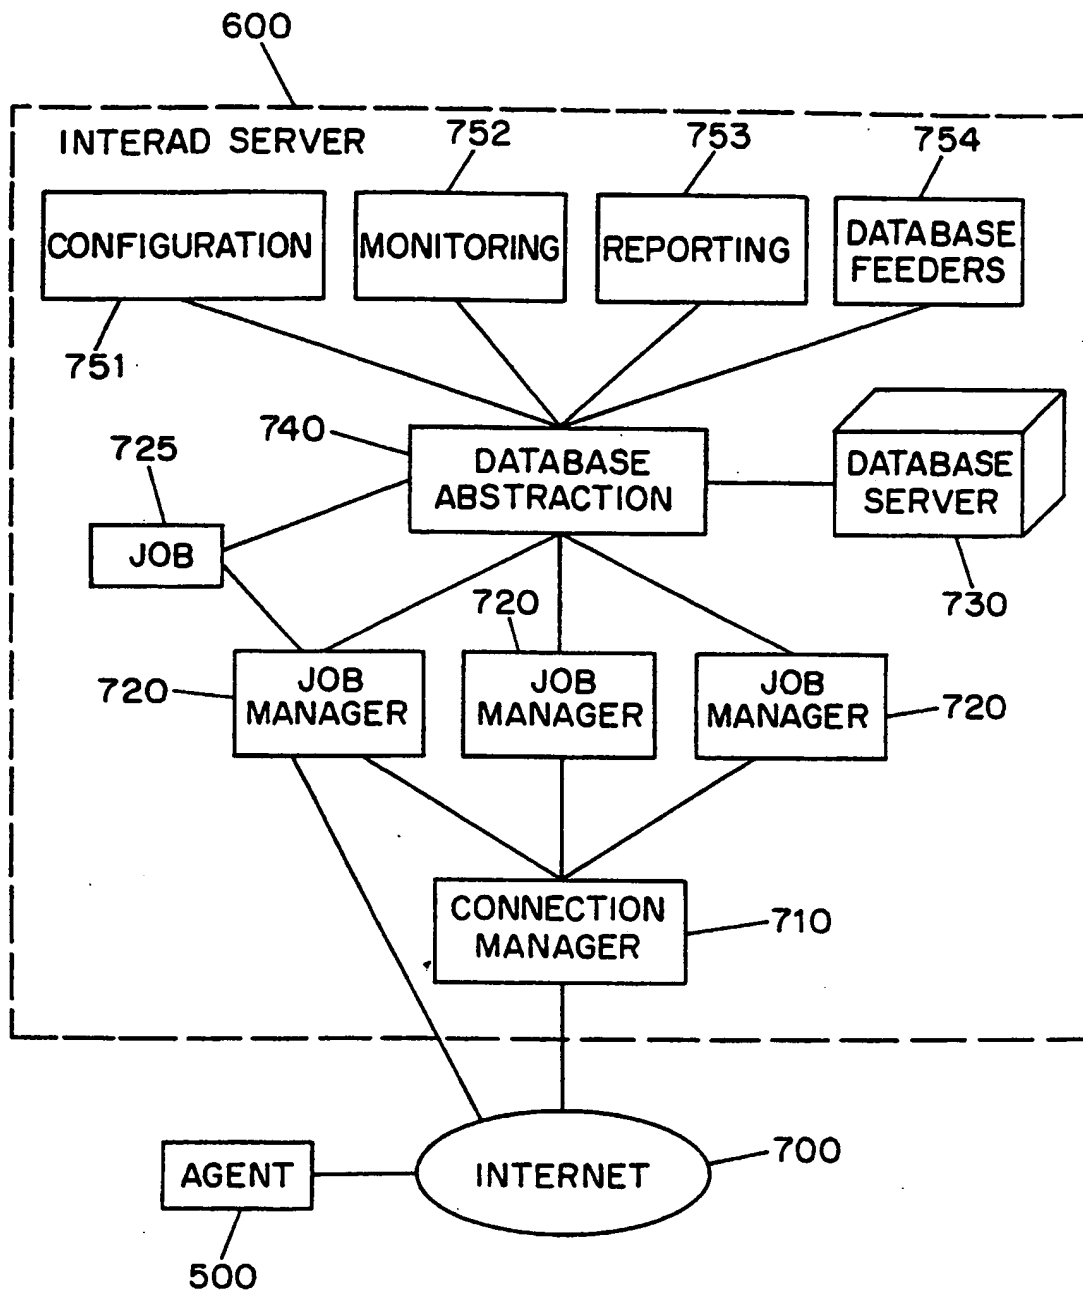 600
INTERAD SERVER
752
753
754
CONFIGURATION
MONITORING
REPORTING
DATABASE
FEEDERS
751
740
725
DATABASE
ABSTRACTION
DATABASE
SERVER
JOB
730
720
720
JOB
MANAGER
JOB
MANAGER
JOB
MANAGER
720
CONNECTION
MANAGER
710
700
AGENT
INTERNET
500